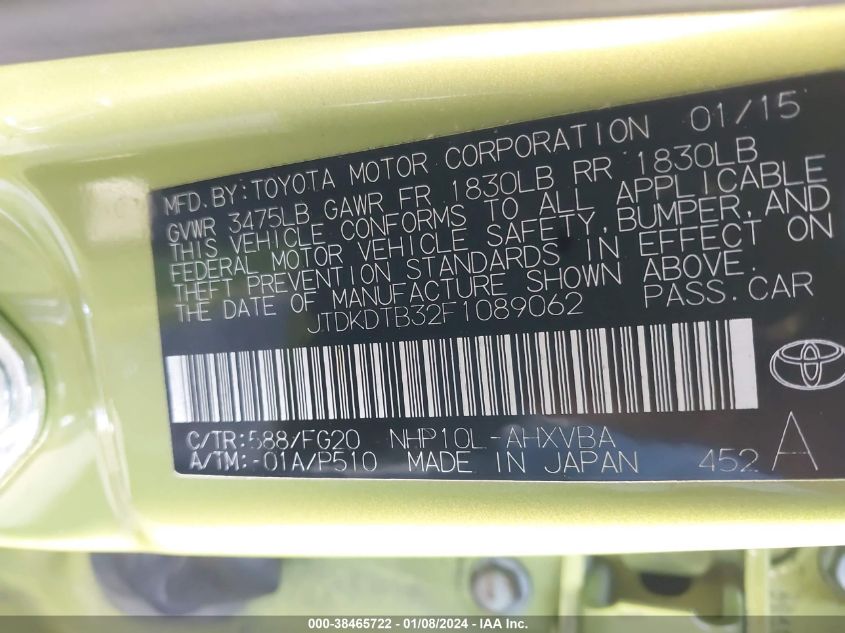 MFD. BY: TOYOTA MOTOR CORPORATION 01/15
GVWR 3475LB GAWR FR 1830LB RR 1830LB
THIS VEHICLE CONFORMS TO ALL APPLICABLE
FEDERAL MOTOR VEHICLE SAFETY, BUMPER, AND
THEFT PREVENTION STANDARDS IN EFFECT ON
THE DATE OF MANUFACTURE SHOWN ABOVE.
JTDKDTB32F1089062 PASS. CAR
C/TR: 588/FG20 NHP10L-AHXVBA
A/TM: -01A/P510 MADE IN JAPAN 452 A
000-38465722 - 01/08/2024 - IAA Inc.